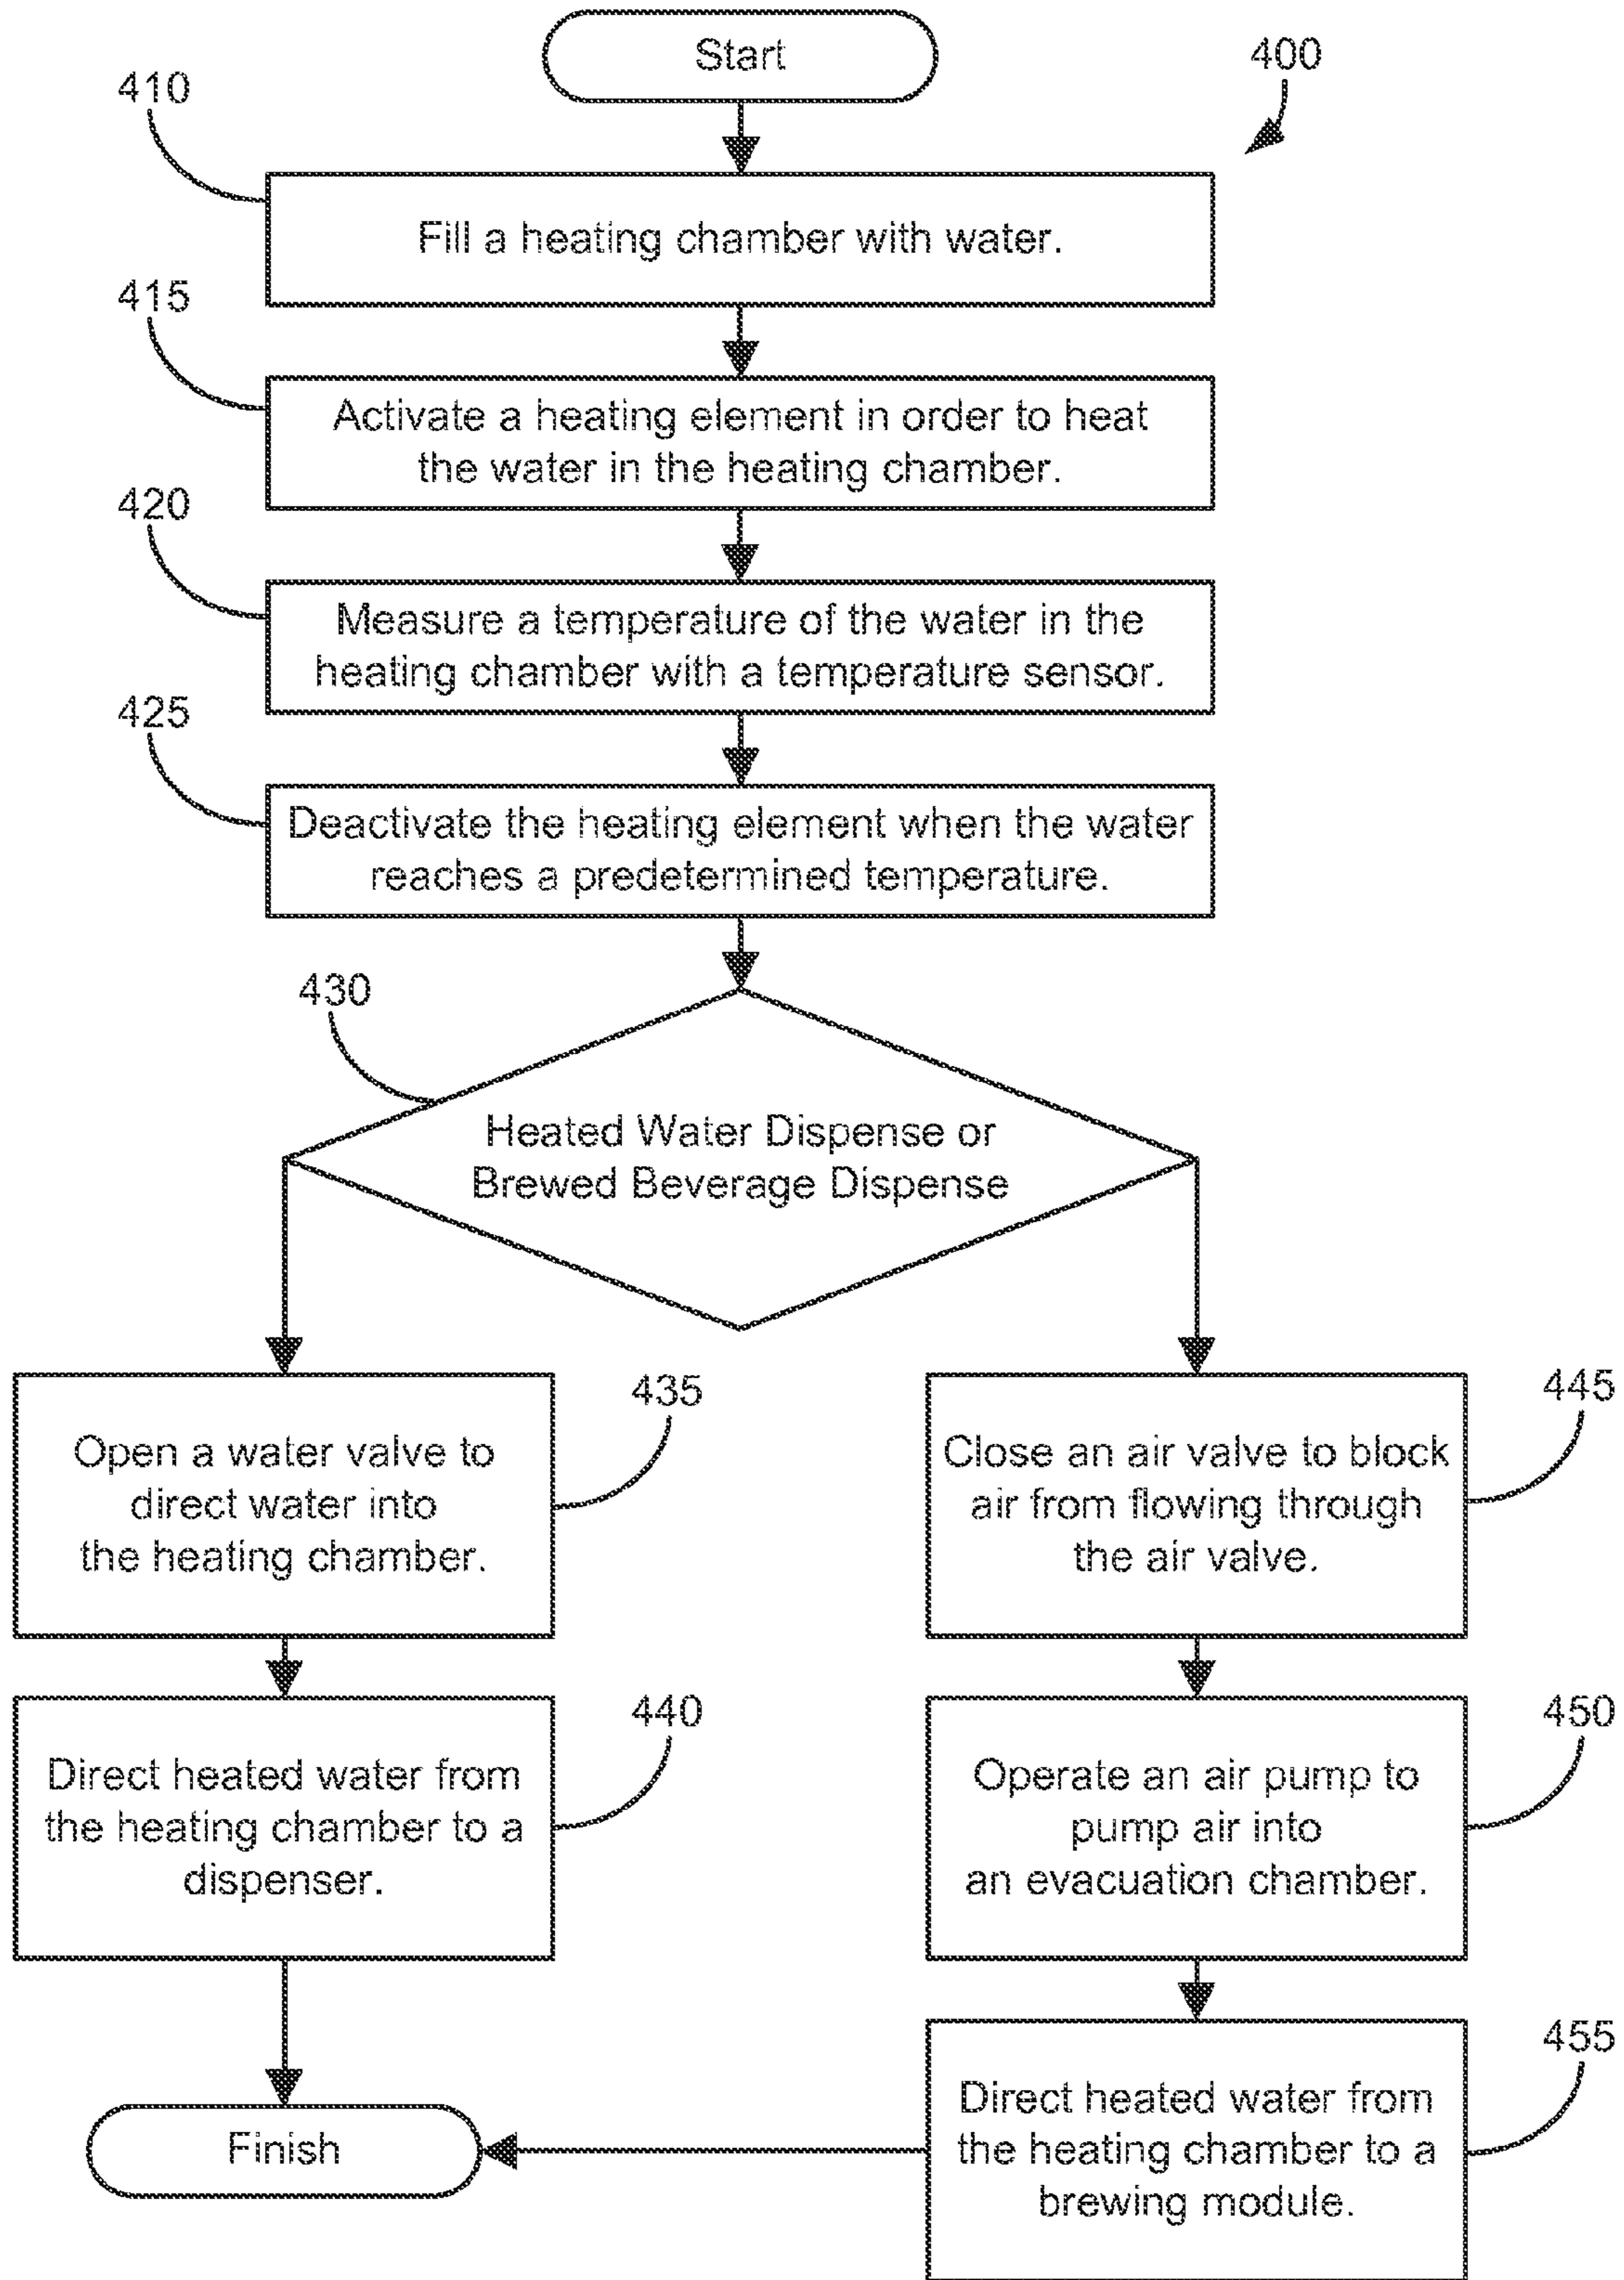 Start
400
410
Fill a heating chamber with water.
415
Activate a heating element in order to heat
the water in the heating chamber.
420
Measure a temperature of the water in the
heating chamber with a temperature sensor.
425
Deactivate the heating element when the water
reaches a predetermined temperature.
430
Heated Water Dispense or
Brewed Beverage Dispense
435
Open a water valve to
direct water into
the heating chamber.
445
Close an air valve to block
air from flowing through
the air valve.
440
Direct heated water from
the heating chamber to a
dispenser.
450
Operate an air pump to
pump air into
an evacuation chamber.
455
Direct heated water from
the heating chamber to a
brewing module.
Finish